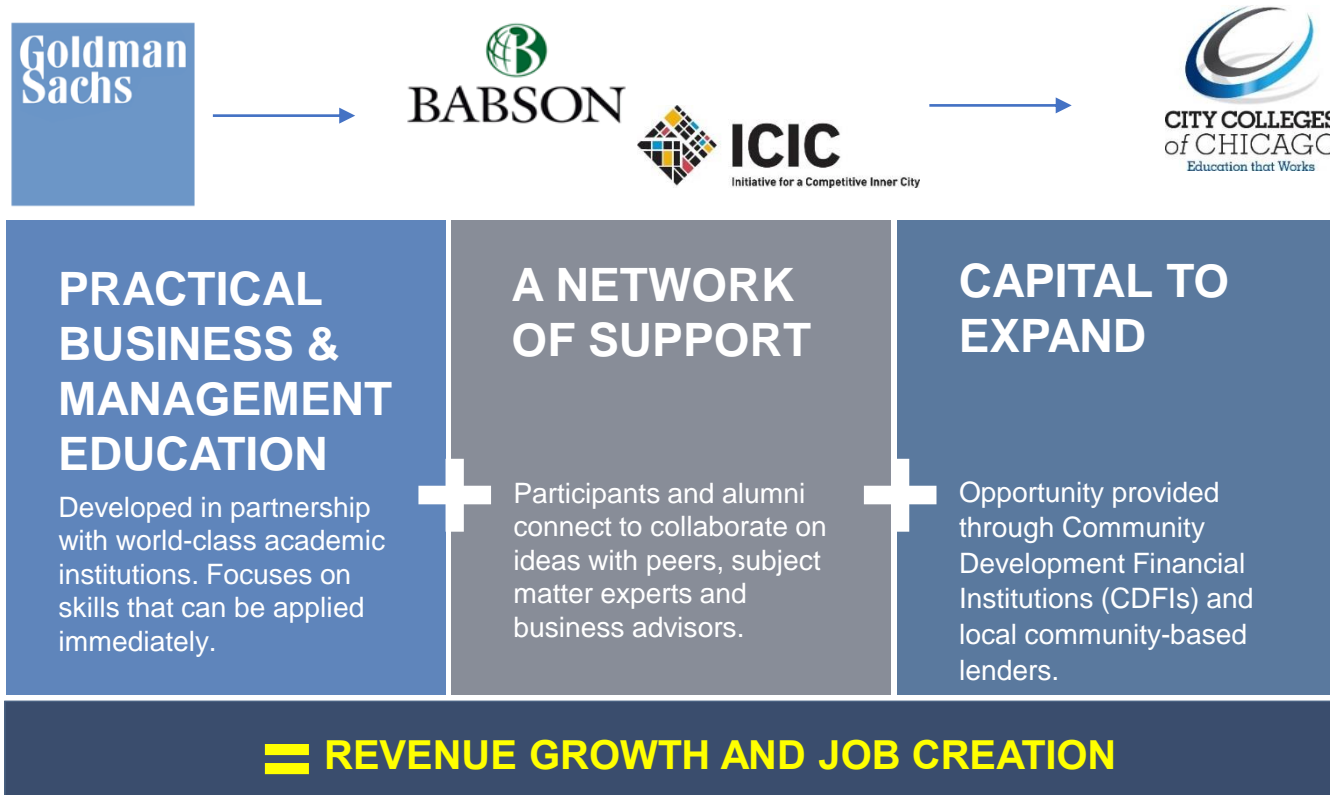 Goldman
Sachs
BABSON
ICIC
Initiative for a Competitive Inner City
CITY COLLEGES
of CHICAGO
Education that Works
PRACTICAL
BUSINESS &
MANAGEMENT
EDUCATION
Developed in partnership
with world-class academic
institutions. Focuses on
skills that can be applied
immediately.
A NETWORK
OF SUPPORT
Participants and alumni
connect to collaborate on
ideas with peers, subject
matter experts and
business advisors.
CAPITAL TO
EXPAND
Opportunity provided
through Community
Development Financial
Institutions (CDFIs) and
local community-based
lenders.
= REVENUE GROWTH AND JOB CREATION